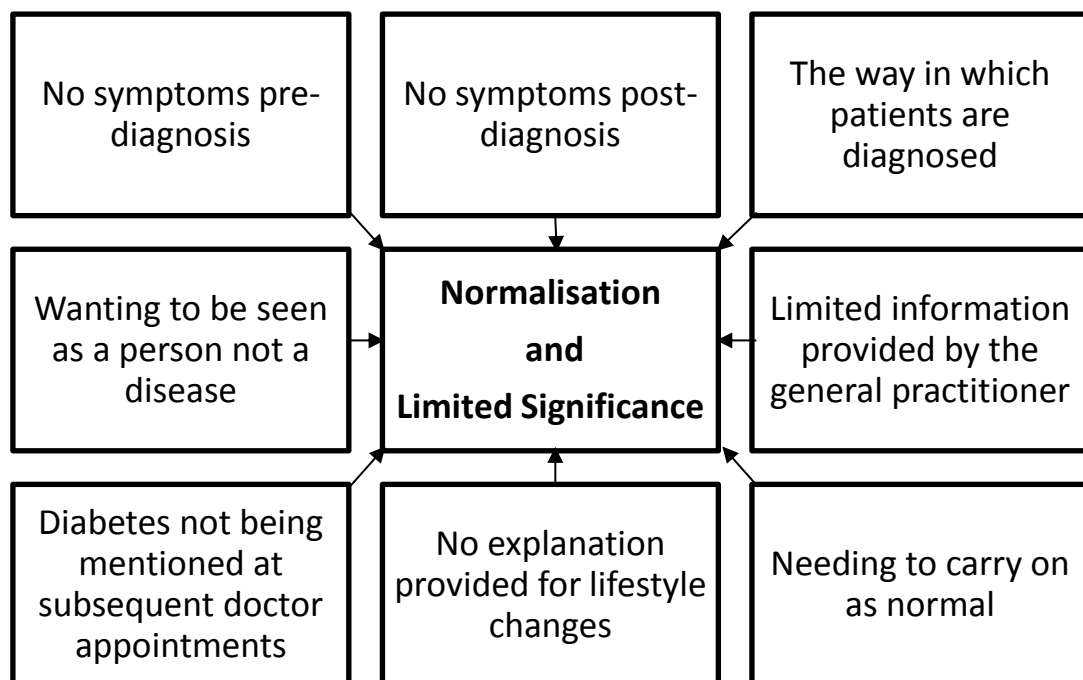 No symptoms pre-
diagnosis
No symptoms post-
diagnosis
The way in which
patients are
diagnosed
Wanting to be seen
as a person not a
disease
Normalisation
and
Limited Significance
Limited information
provided by the
general practitioner
Diabetes not being
mentioned at
subsequent doctor
appointments
No explanation
provided for lifestyle
changes
Needing to carry on
as normal